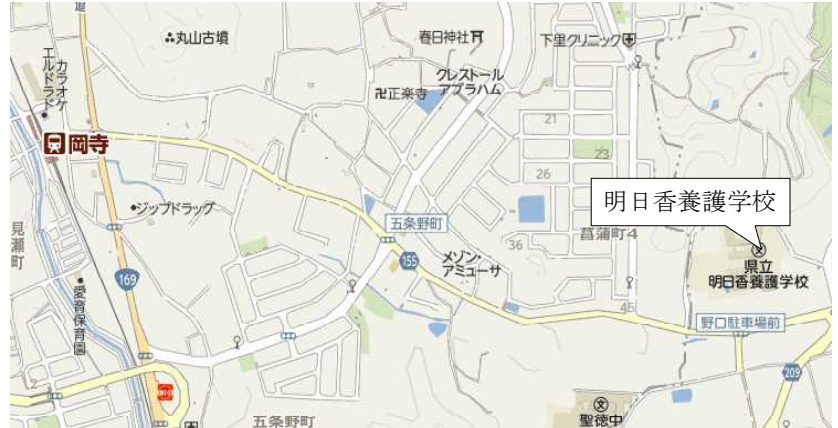 道
丸山古墳
春日神社
下里クリニック
カラオケ
エルドラド
クレストール
アブラハム
正楽寺
21
岡寺
23
26
明日香養護学校
ジップドラッグ
五条野町
見瀬町
36
菖蒲町4
メゾン・
アミューサ
155
県立
明日香養護学校
169
愛育保育園
45
野口駐車場前
209
五条野町
聖徳中